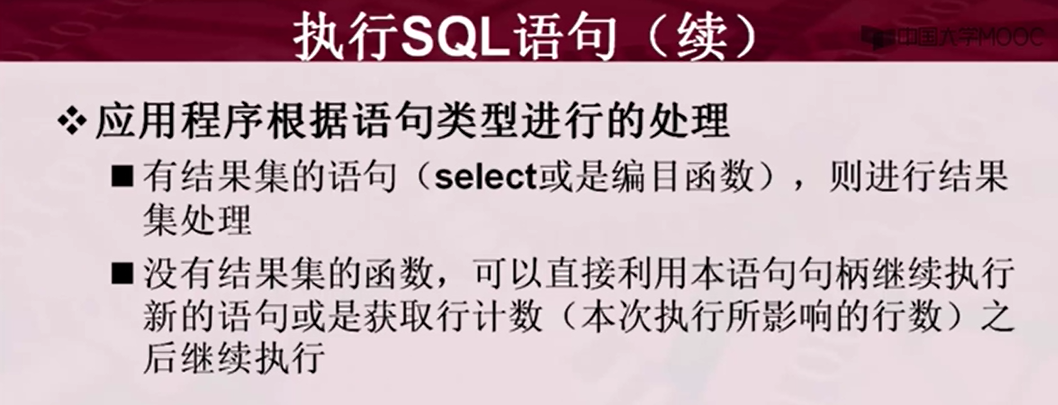 执行SQL语句（续）
中国大学MOOC
❖应用程序根据语句类型进行的处理
■有结果集的语句（select或是编目函数），则进行结果
集处理
■没有结果集的函数，可以直接利用本语句句柄继续执行
新的语句或是获取行计数（本次执行所影响的行数）之
后继续执行